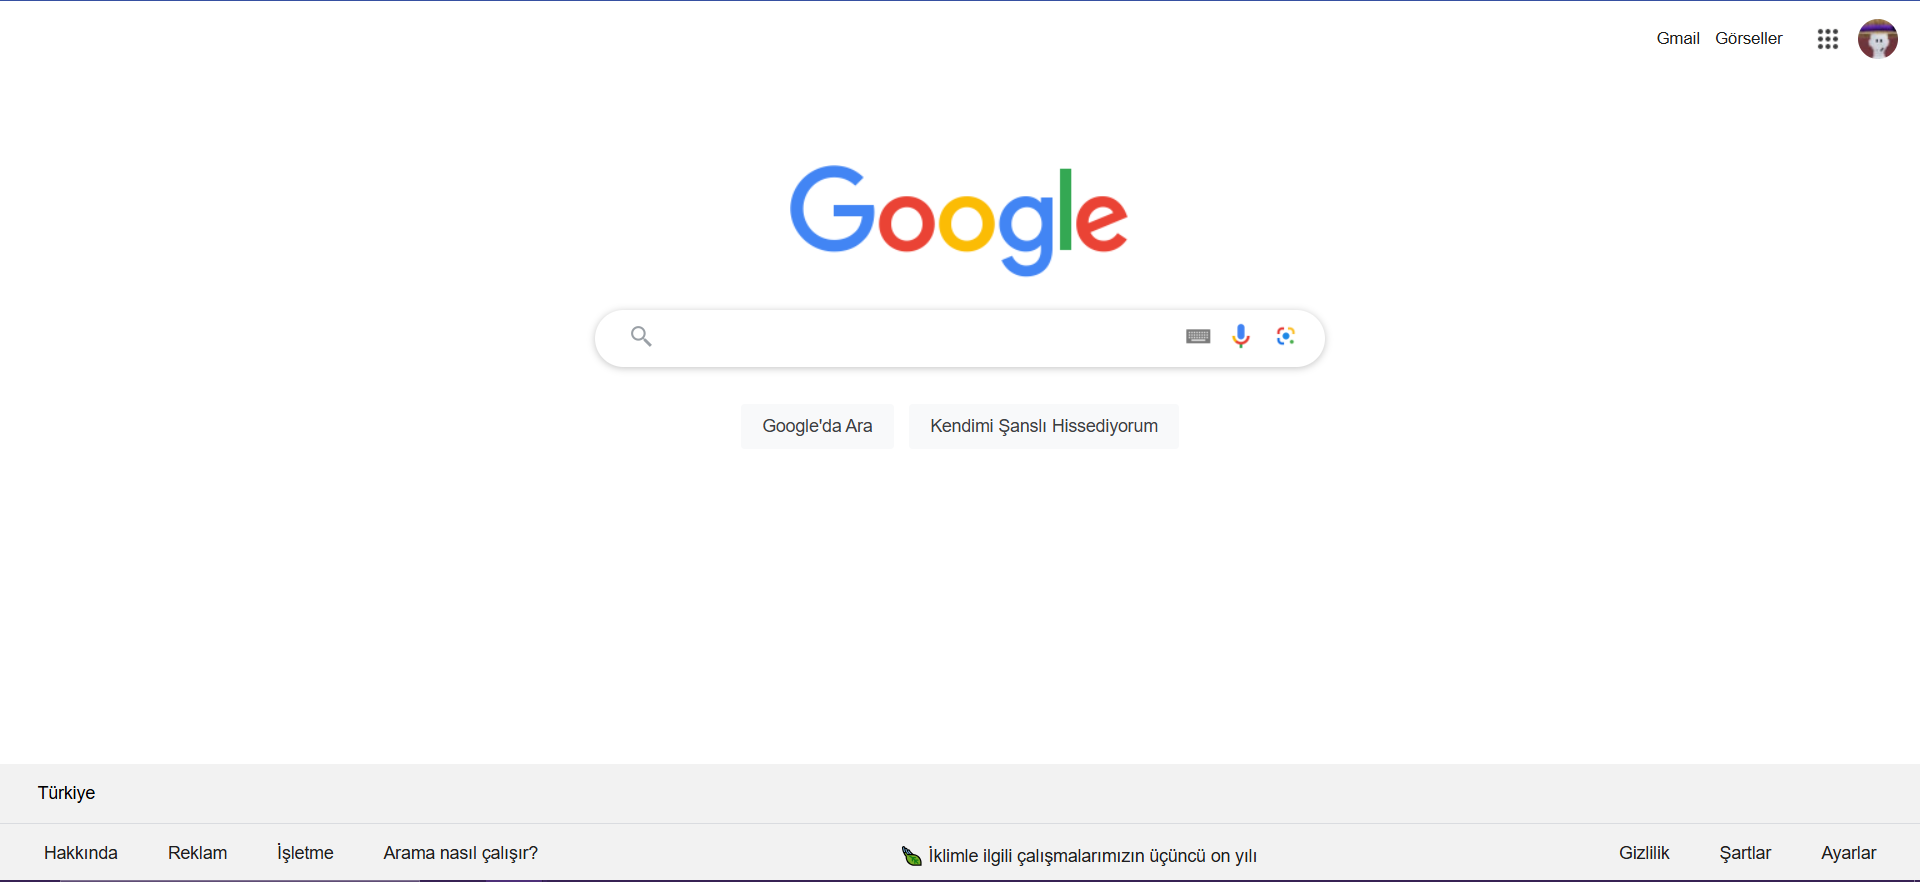 Gmail Görseller
Google
Google'da Ara Kendimi Şanslı Hissediyorum
Türkiye
Hakkında Reklam İşletme Arama nasıl çalışır? İklimle ilgili çalışmalarımızın üçüncü on yılı Gizlilik Şartlar Ayarlar